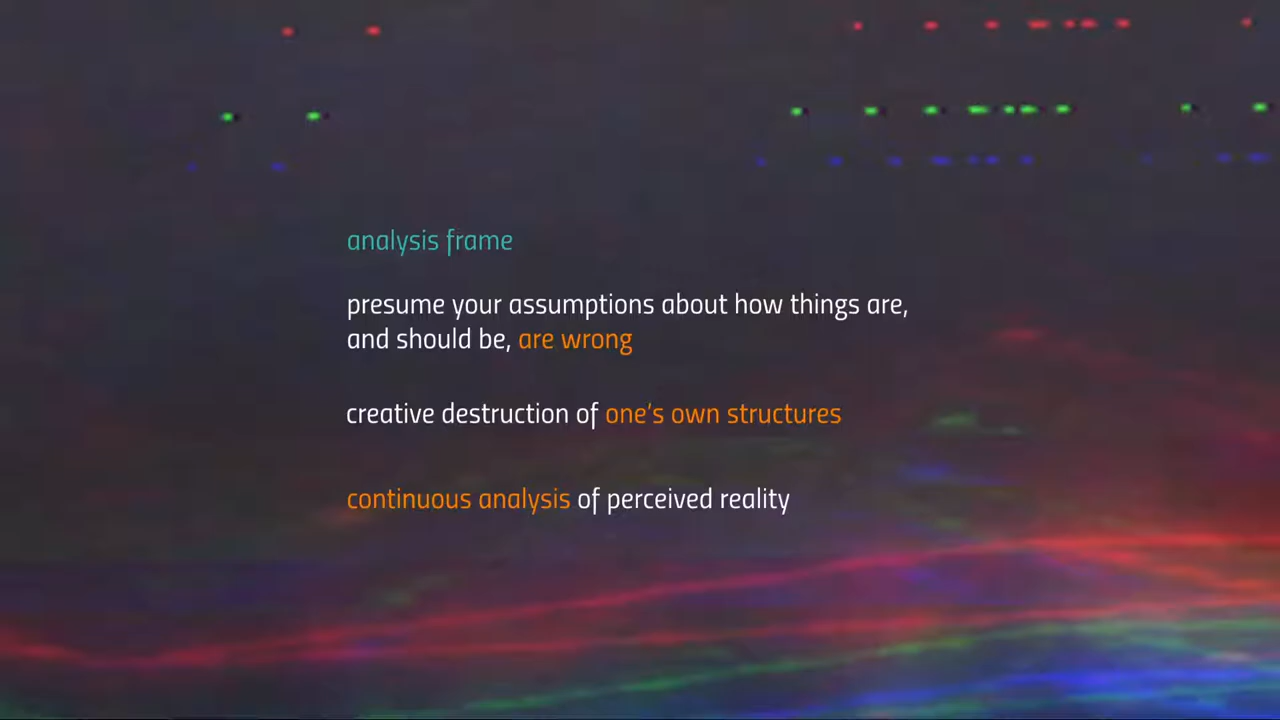 analysis frame
presume your assumptions about how things are,
and should be, are wrong
creative destruction of one's own structures
continuous analysis of perceived reality